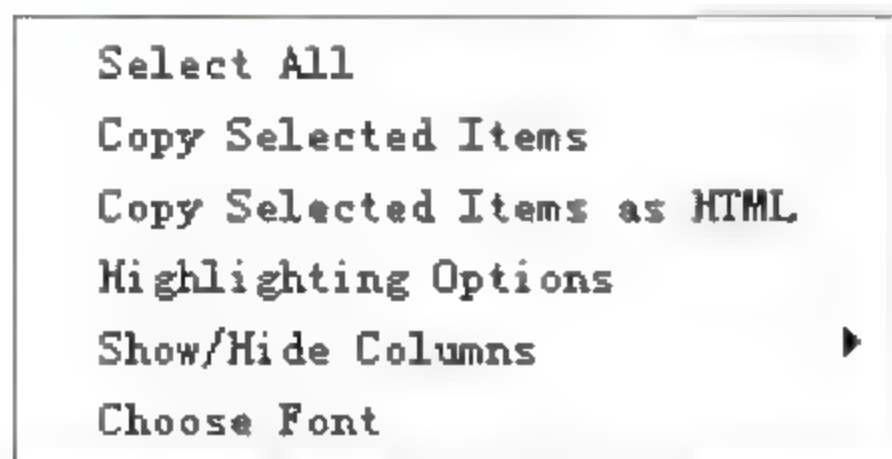 Select All
Copy Selected Items
Copy Selected Items as HTML
Highlighting Options
Show/Hide Columns
Choose Font